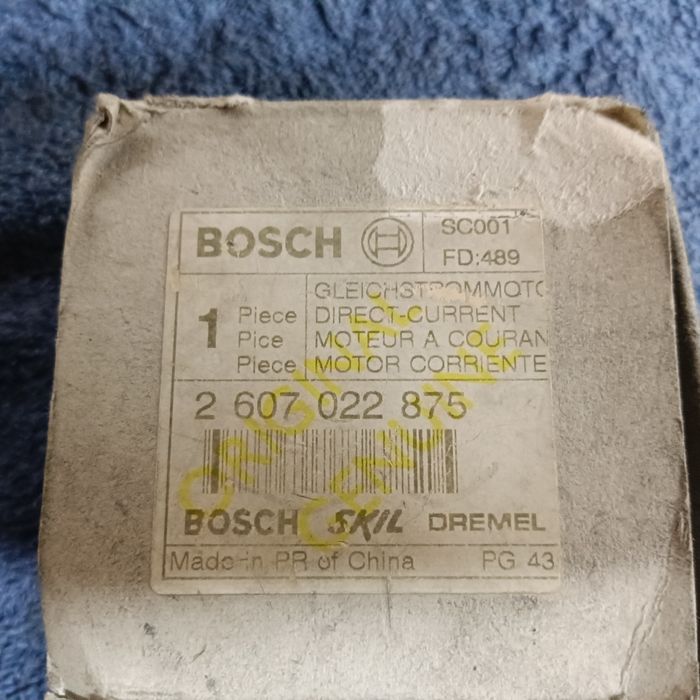 BOSCH
SC001
FD:489
GLEICHSTROMMOTO
1 Piece DIRECT-CURRENT
Pice MOTEUR A COURAN
Piece MOTOR CORRIENTE
2 607 022 875
ORIGINAL
GENUINE
BOSCH SKIL DREMEL
Made in PR of China PG 43